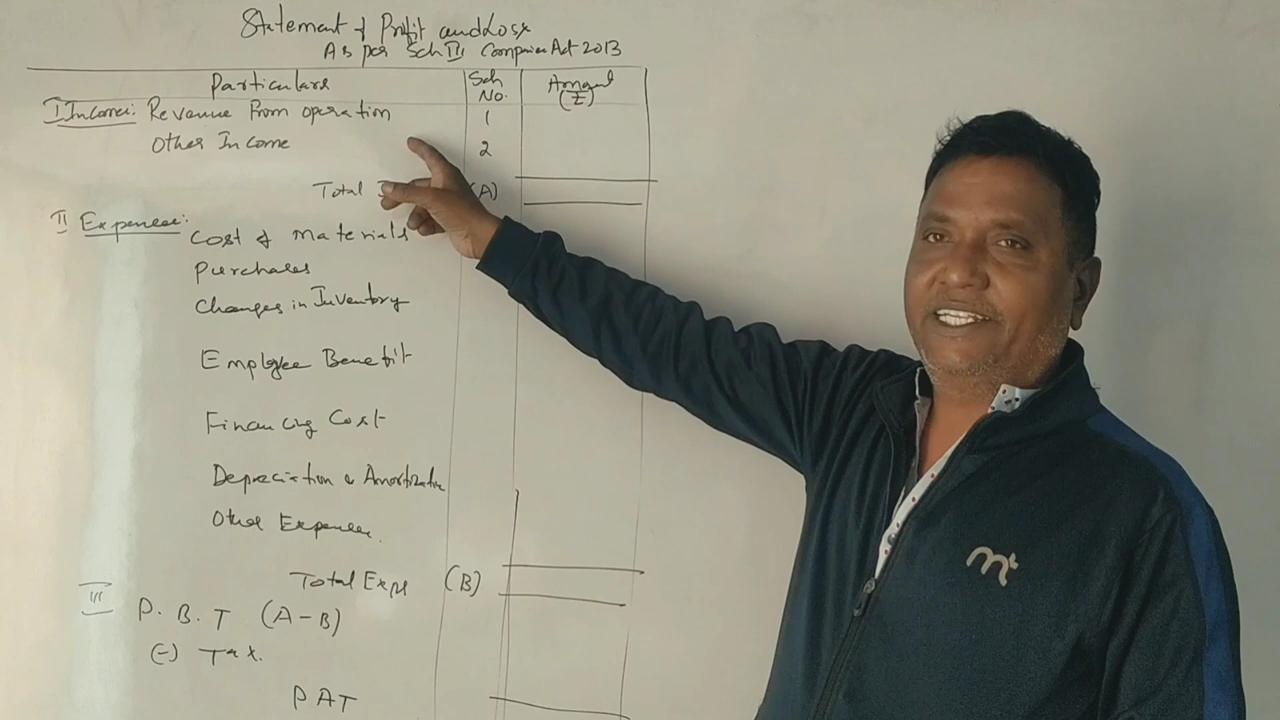 Statement of Profit and Loss
As per Sch III Companies Act 2013
Particulars Sch No. Amount (₹)
I Income: Revenue From operation 1
Other Income 2
Total (A)
II Expenses:
Cost of Materials
Purchases
Changes in Inventory
Employee Benefit
Financing Cost
Depreciation & Amortization
Other Expenses.
Total Exps (B)
III
P. B. T (A-B)
(-) Tax.
PAT